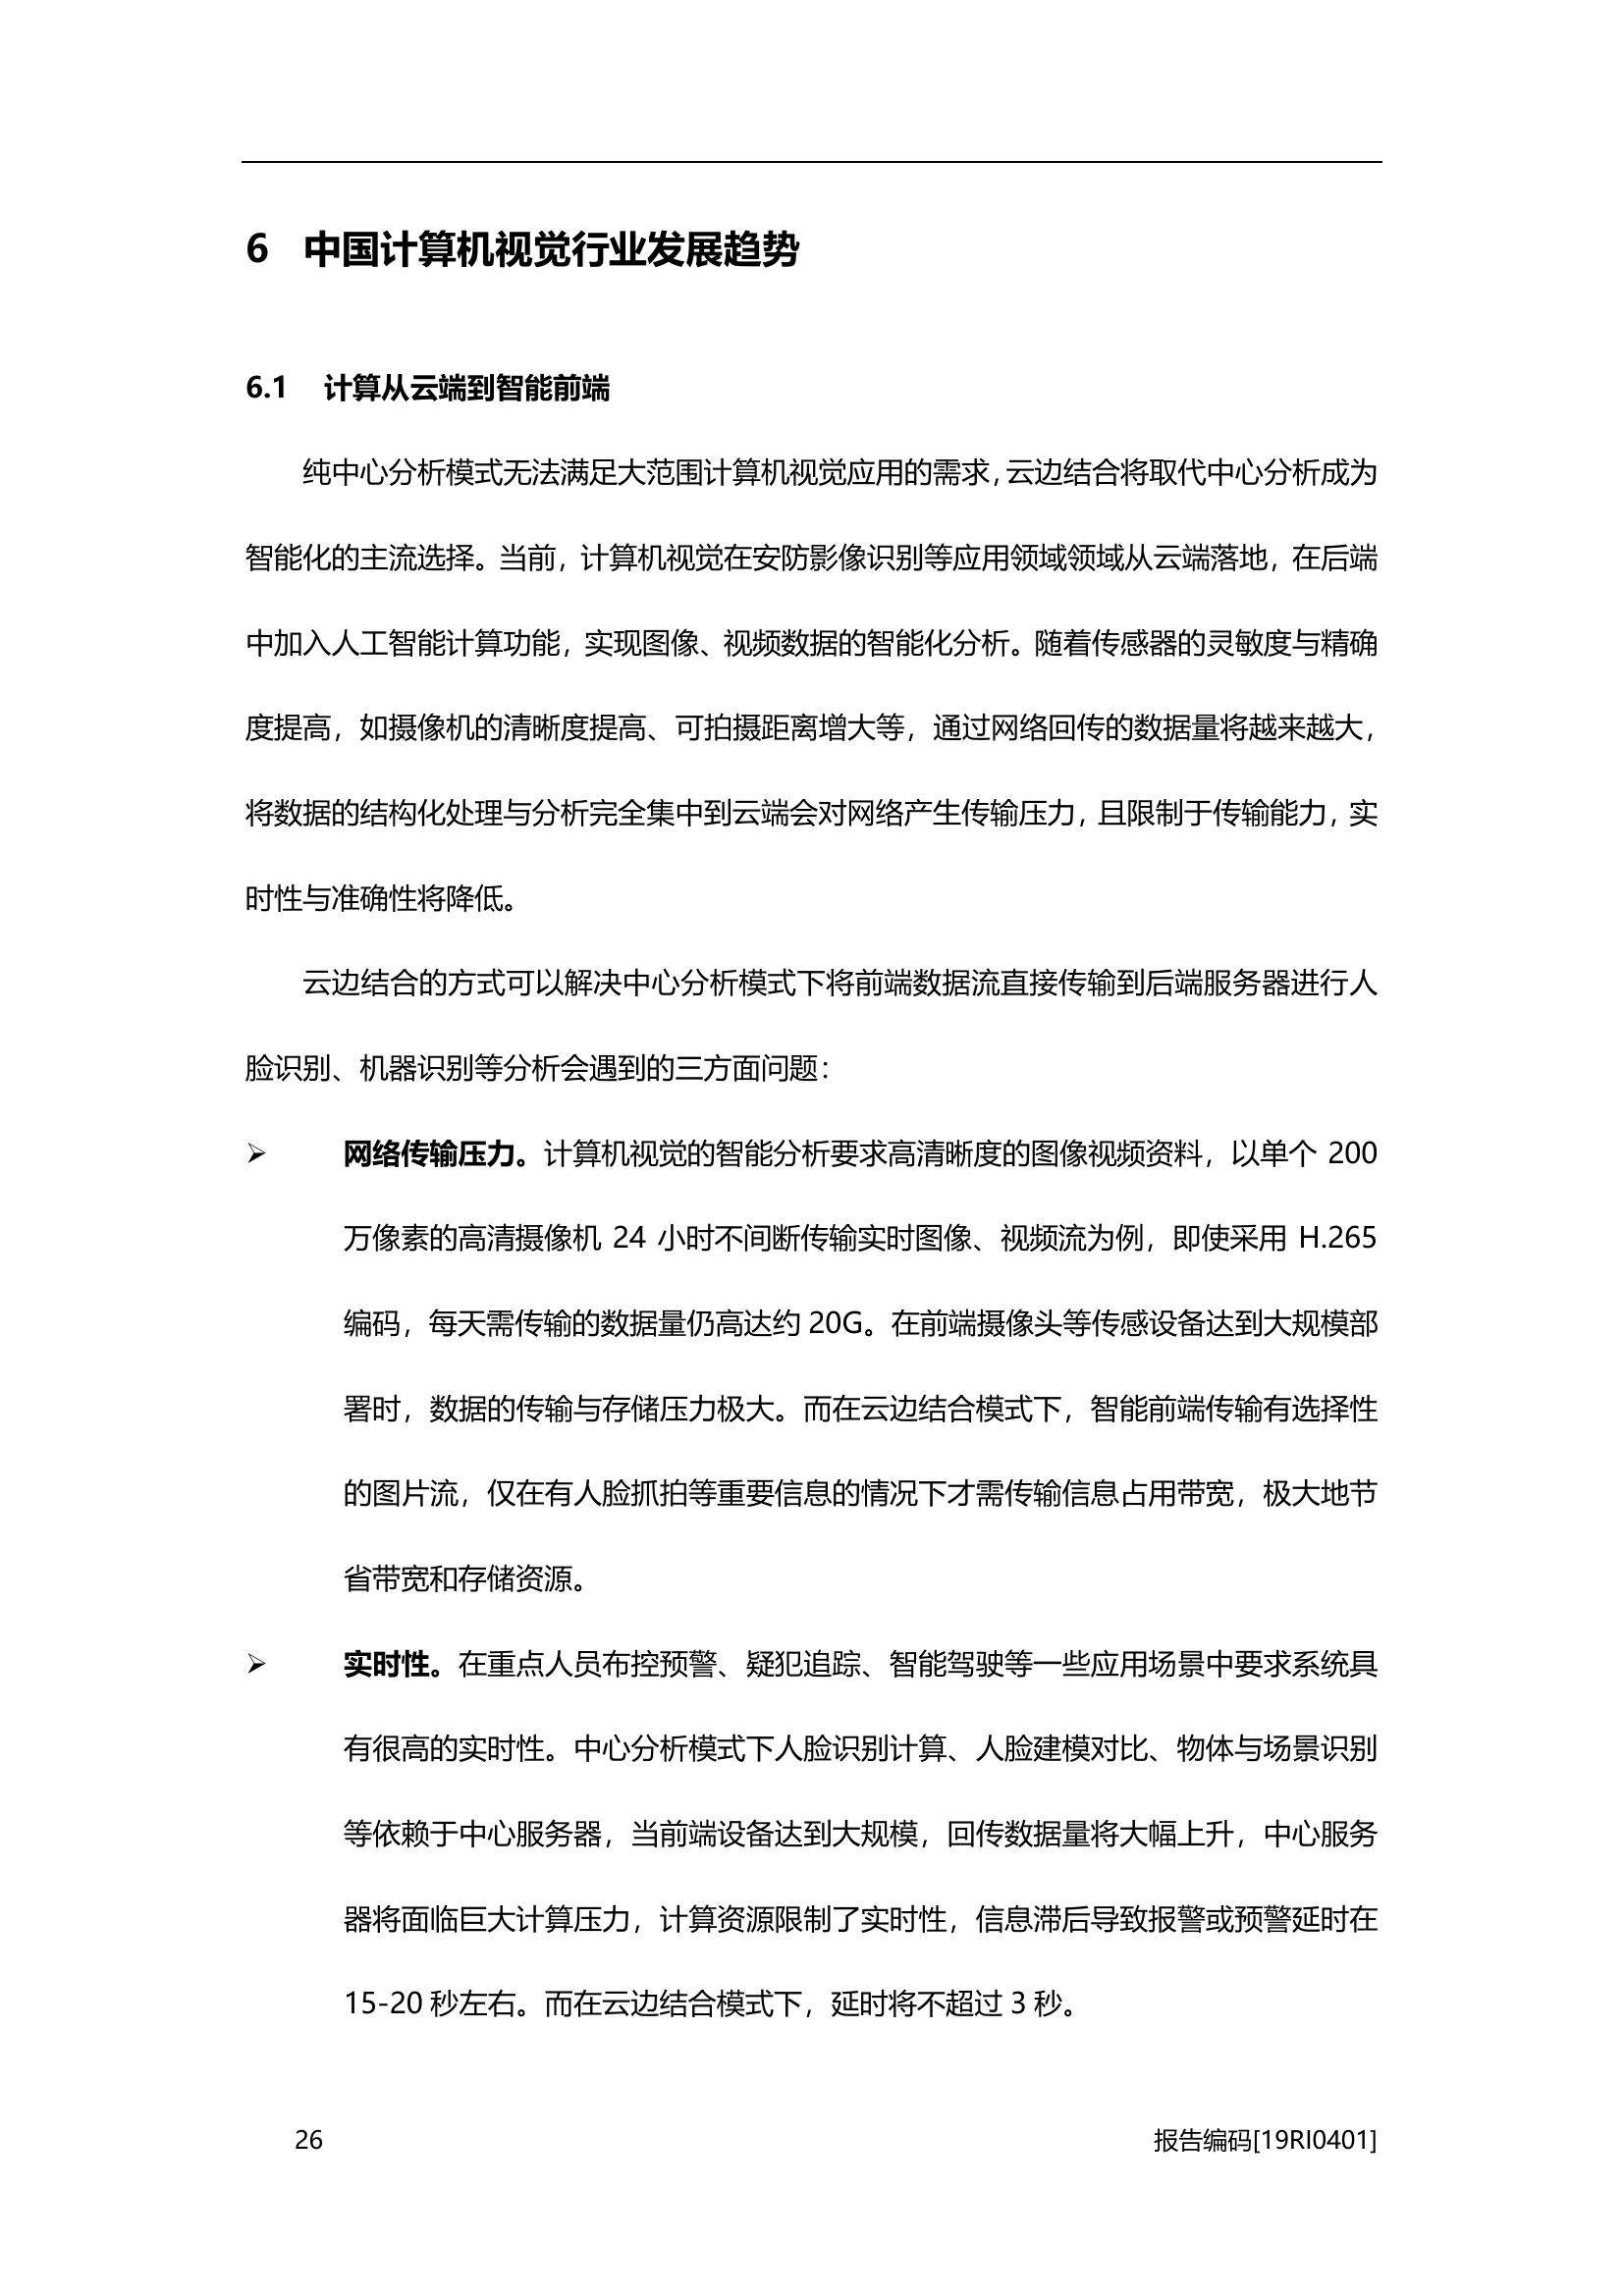 6 中国计算机视觉行业发展趋势
6.1 计算从云端到智能前端
纯中心分析模式无法满足大范围计算机视觉应用的需求，云边结合将取代中心分析成为
智能化的主流选择。当前，计算机视觉在安防影像识别等应用领域领域从云端落地，在后端
中加入人工智能计算功能，实现图像、视频数据的智能化分析。随着传感器的灵敏度与精确
度提高，如摄像机的清晰度提高、可拍摄距离增大等，通过网络回传的数据量将越来越大，
将数据的结构化处理与分析完全集中到云端会对网络产生传输压力，且限制于传输能力，实
时性与准确性将降低。
云边结合的方式可以解决中心分析模式下将前端数据流直接传输到后端服务器进行人
脸识别、机器识别等分析会遇到的三方面问题：
➢ 网络传输压力。计算机视觉的智能分析要求高清晰度的图像视频资料，以单个 200
万像素的高清摄像机 24 小时不间断传输实时图像、视频流为例，即使采用 H.265
编码，每天需传输的数据量仍高达约 20G。在前端摄像头等传感设备达到大规模部
署时，数据的传输与存储压力极大。而在云边结合模式下，智能前端传输有选择性
的图片流，仅在有人脸抓拍等重要信息的情况下才需传输信息占用带宽，极大地节
省带宽和存储资源。
➢ 实时性。在重点人员布控预警、疑犯追踪、智能驾驶等一些应用场景中要求系统具
有很高的实时性。中心分析模式下人脸识别计算、人脸建模对比、物体与场景识别
等依赖于中心服务器，当前端设备达到大规模，回传数据量将大幅上升，中心服务
器将面临巨大计算压力，计算资源限制了实时性，信息滞后导致报警或预警延时在
15-20 秒左右。而在云边结合模式下，延时将不超过 3 秒。
26 报告编码[19RI0401]